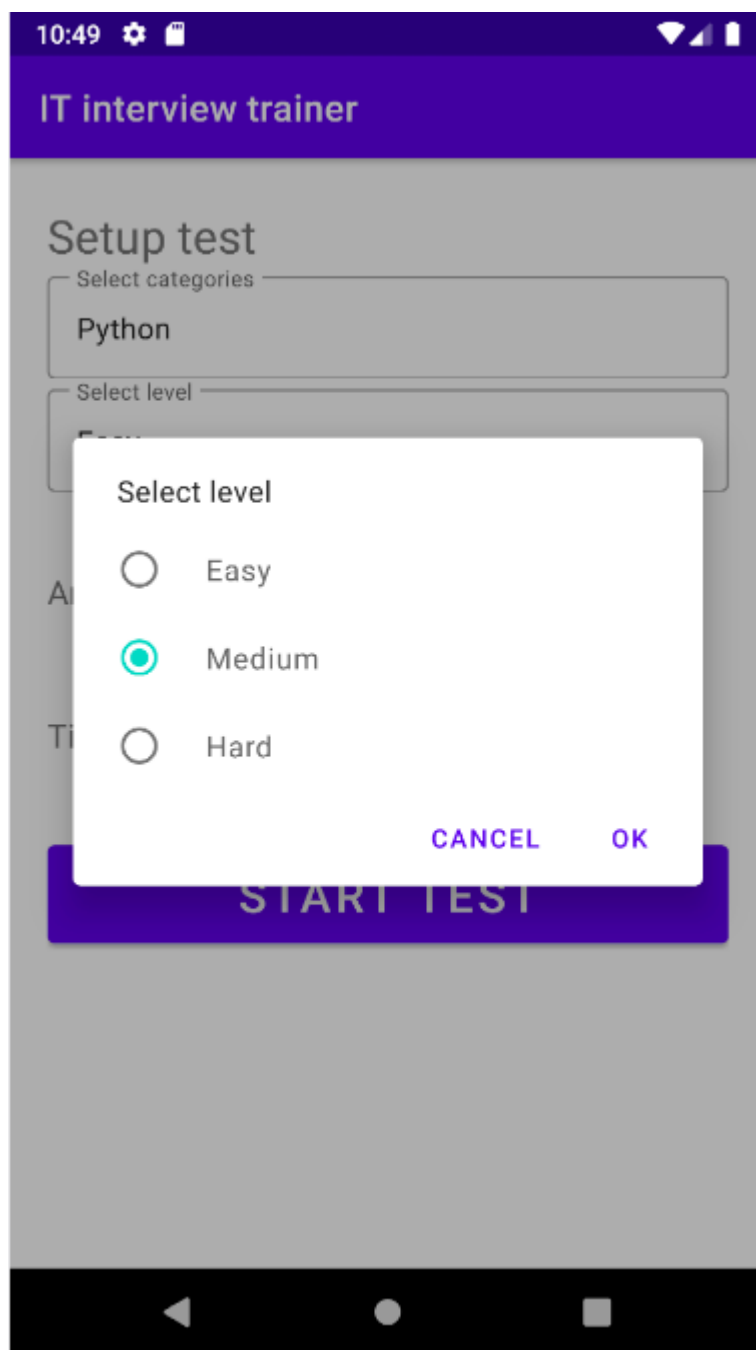 10:49
IT interview trainer
Setup test
Select categories
Python
Select level
Select level
Easy
Medium
Hard
CANCEL OK
START TEST